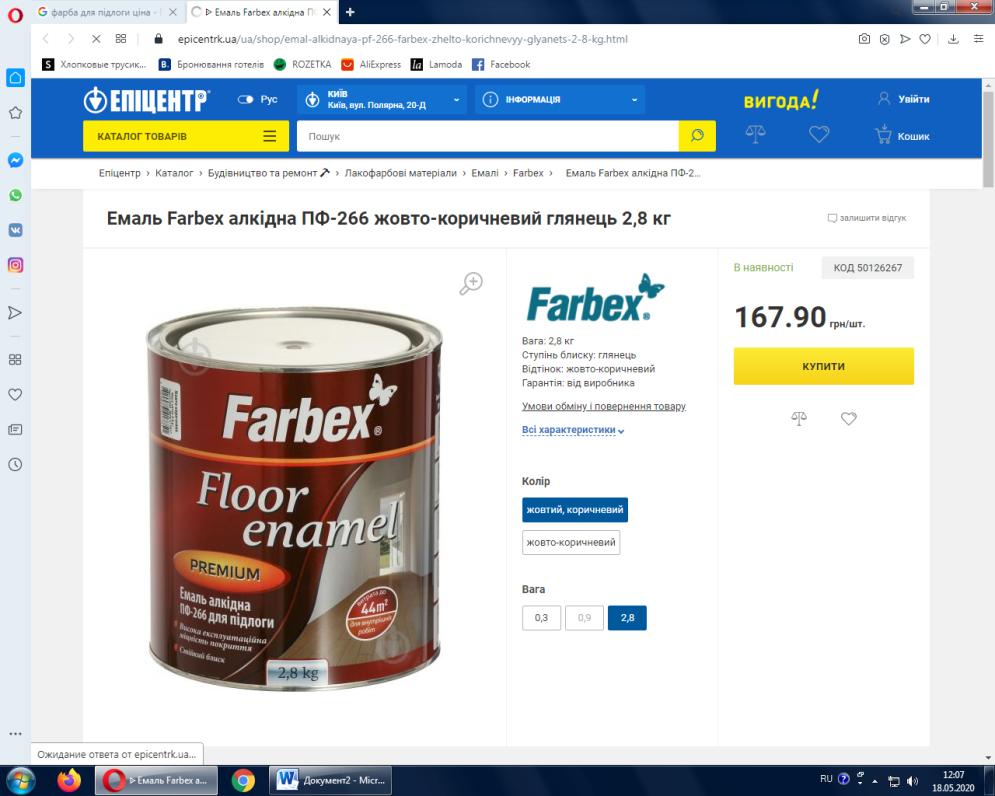 фарба для підлоги ціна -
Емаль Farbex алкідна ПФ
epicentrk.ua/ua/shop/emal-alkidnaya-pf-266-farbex-zhelto-korichnevyy-glyanets-2-8-kg.html
Хлопковые трусик...
Бронювання готелів
ROZETKA
AliExpress
Lamoda
Facebook
ЕПІЦЕНТР
Рус
КИЇВ
Київ, вул. Полярна, 20-Д
ІНФОРМАЦІЯ
ВИГОДА!
Увійти
КАТАЛОГ ТОВАРІВ
Пошук
Кошик
Епіцентр › Каталог › Будівництво та ремонт › Лакофарбові матеріали › Емалі › Farbex › Емаль Farbex алкідна ПФ-2...
Емаль Farbex алкідна ПФ-266 жовто-коричневий глянець 2,8 кг
залишити відгук
Farbex®
Floor
enamel
PREMIUM
Емаль алкідна
ПФ-266 для підлоги
Висока експлуатаційна
міцність покриття
Стійкий блиск
Витрата до
44 m²
для внутрішніх
робіт
2,8 kg
Farbex®
Вага: 2,8 кг
Ступінь блиску: глянець
Відтінок: жовто-коричневий
Гарантія: від виробника
Умови обміну і повернення товару
Всі характеристики
Колір
жовтий, коричневий
жовто-коричневий
Вага
0,3
0,9
2,8
В наявності
КОД 50126267
167.90 грн/шт.
КУПИТИ
Ожидание ответа от epicentrk.ua...
Емаль Farbex а...
Документ2 - Micr...
RU
12:07
18.05.2020